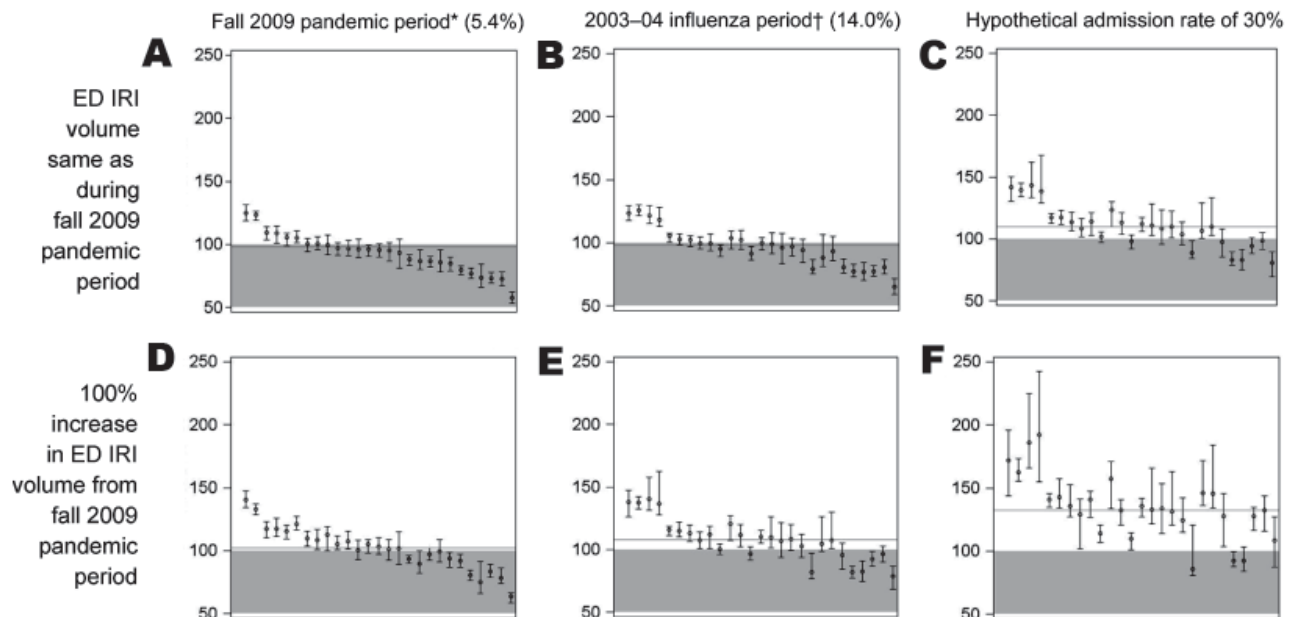 Fall 2009 pandemic period* (5.4%)
2003–04 influenza period† (14.0%)
Hypothetical admission rate of 30%
A
B
C
ED IRI
volume
same as
during
fall 2009
pandemic
period
250
200
150
100
50
250
200
150
100
50
250
200
150
100
50
D
E
F
100%
increase
in ED IRI
volume from
fall 2009
pandemic
period
250
200
150
100
50
250
200
150
100
50
250
200
150
100
50